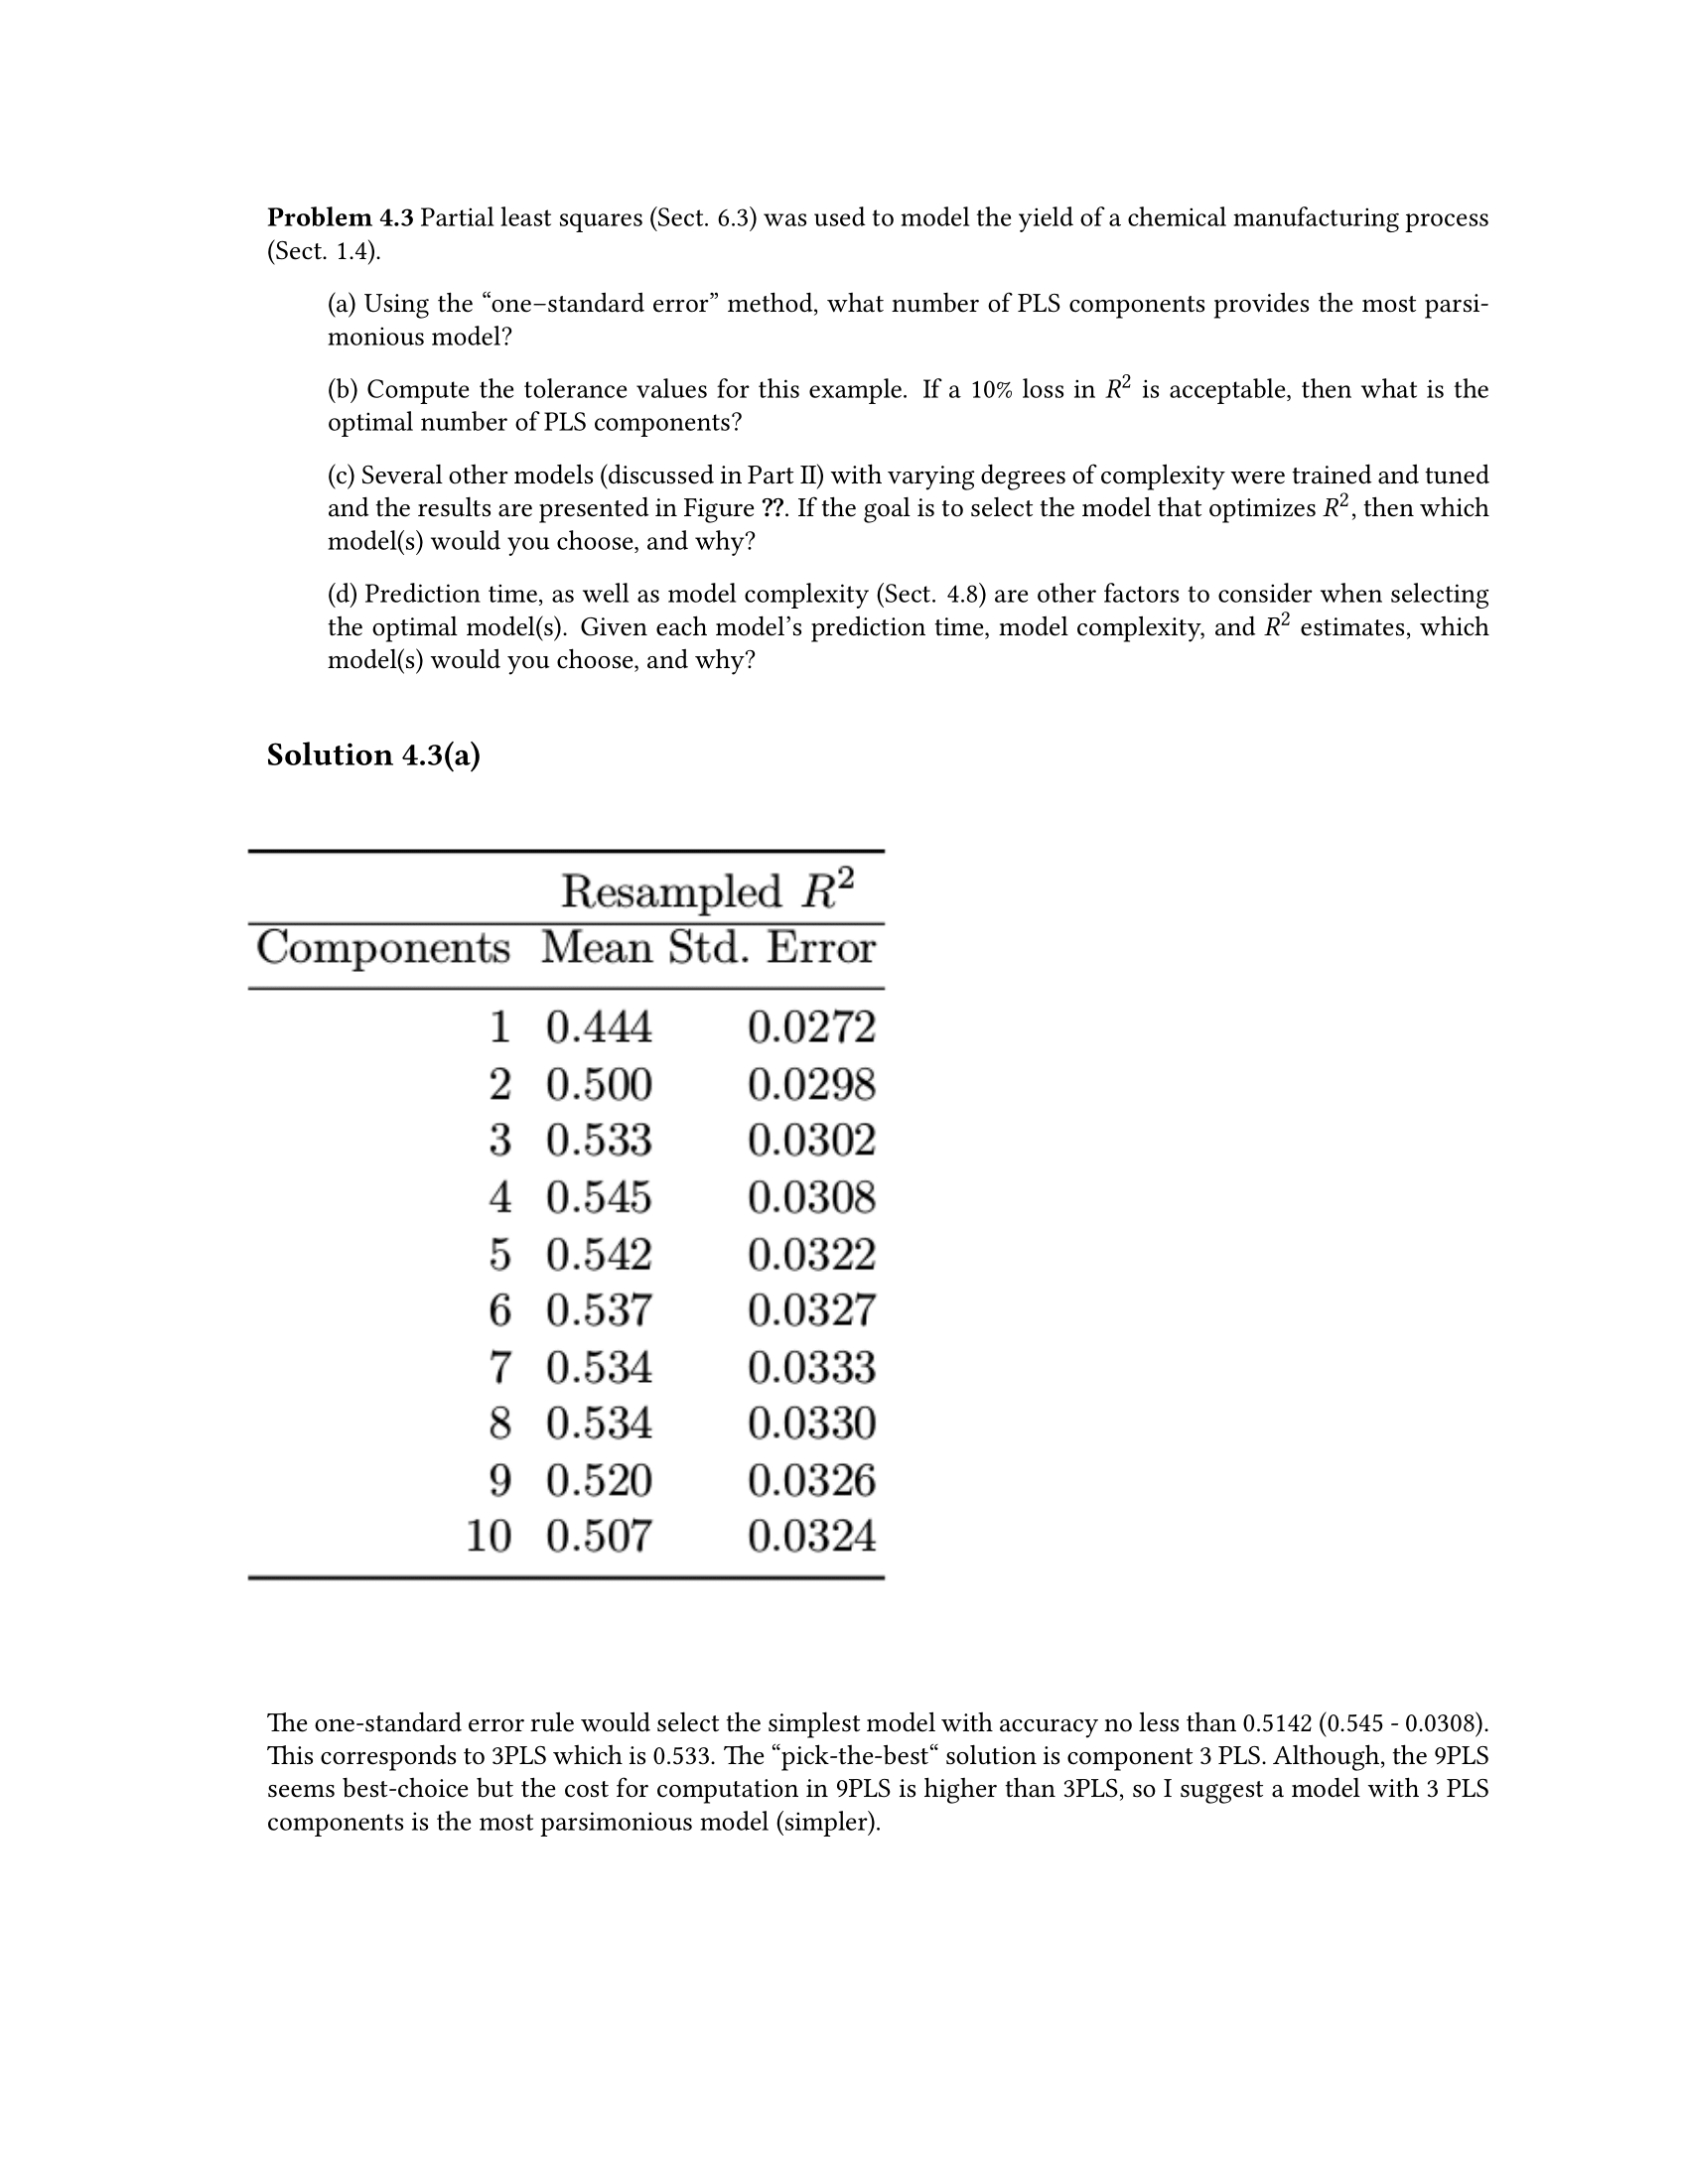 Problem 4.3 Partial least squares (Sect. 6.3) was used to model the yield of a chemical manufacturing process
(Sect. 1.4).
(a) Using the “one–standard error” method, what number of PLS components provides the most parsi-
monious model?
(b) Compute the tolerance values for this example. If a 10% loss in R² is acceptable, then what is the
optimal number of PLS components?
(c) Several other models (discussed in Part II) with varying degrees of complexity were trained and tuned
and the results are presented in Figure ??. If the goal is to select the model that optimizes R², then which
model(s) would you choose, and why?
(d) Prediction time, as well as model complexity (Sect. 4.8) are other factors to consider when selecting
the optimal model(s). Given each model’s prediction time, model complexity, and R² estimates, which
model(s) would you choose, and why?
Solution 4.3(a)
Resampled R²
Components Mean Std. Error
1 0.444 0.0272
2 0.500 0.0298
3 0.533 0.0302
4 0.545 0.0308
5 0.542 0.0322
6 0.537 0.0327
7 0.534 0.0333
8 0.534 0.0330
9 0.520 0.0326
10 0.507 0.0324
The one-standard error rule would select the simplest model with accuracy no less than 0.5142 (0.545 - 0.0308).
This corresponds to 3PLS which is 0.533. The “pick-the-best“ solution is component 3 PLS. Although, the 9PLS
seems best-choice but the cost for computation in 9PLS is higher than 3PLS, so I suggest a model with 3 PLS
components is the most parsimonious model (simpler).